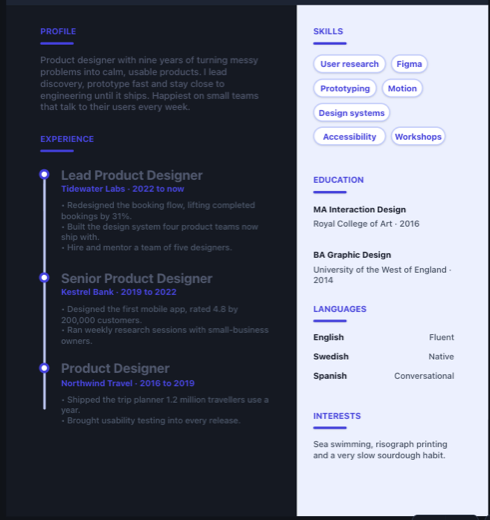 PROFILE
Product designer with nine years of turning messy
problems into calm, usable products. I lead
discovery, prototype fast and stay close to
engineering until it ships. Happiest on small teams
that talk to their users every week.
EXPERIENCE
Lead Product Designer
Tidewater Labs · 2022 to now
• Redesigned the booking flow, lifting completed
bookings by 31%.
• Built the design system four product teams now
ship with.
• Hire and mentor a team of five designers.
Senior Product Designer
Kestrel Bank · 2019 to 2022
• Designed the first mobile app, rated 4.8 by
200,000 customers.
• Ran weekly research sessions with small-business
owners.
Product Designer
Northwind Travel · 2016 to 2019
• Shipped the trip planner 1.2 million travellers use a
year.
• Brought usability testing into every release.
SKILLS
User research Figma
Prototyping Motion
Design systems
Accessibility Workshops
EDUCATION
MA Interaction Design
Royal College of Art · 2016
BA Graphic Design
University of the West of England ·
2014
LANGUAGES
English Fluent
Swedish Native
Spanish Conversational
INTERESTS
Sea swimming, risograph printing
and a very slow sourdough habit.